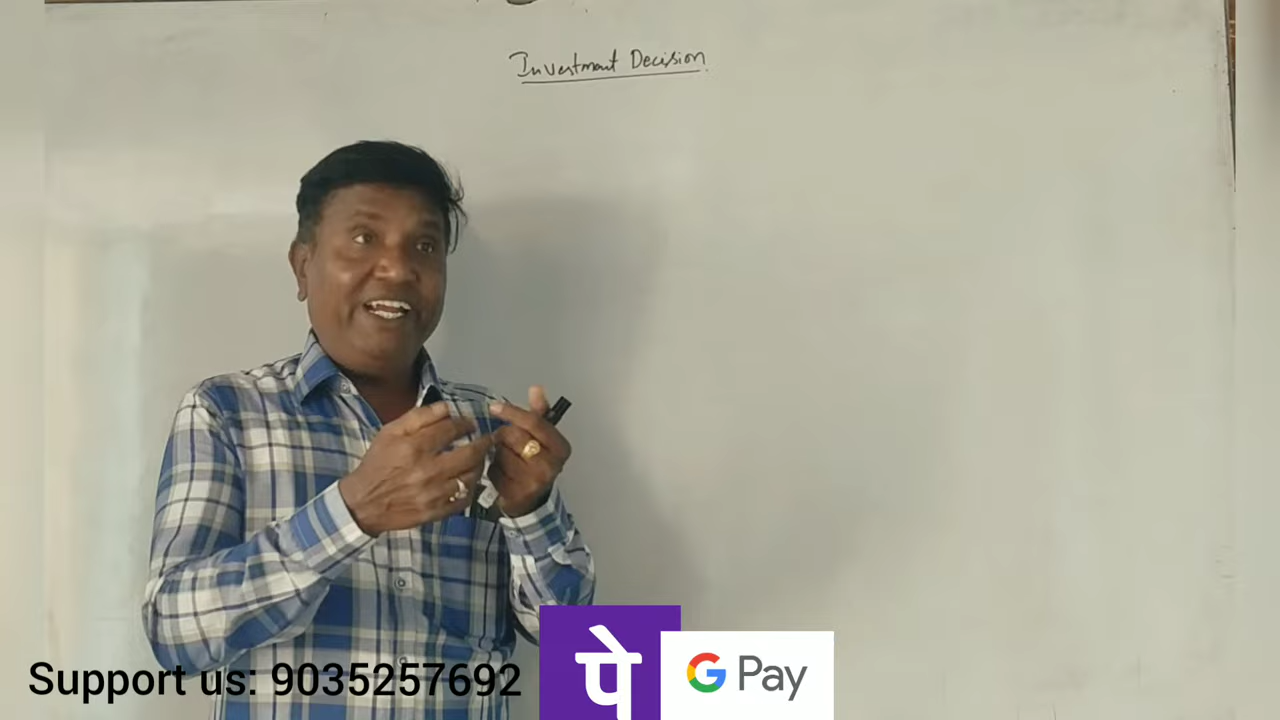 Investment Decision
Support us: 9035257692
पे
G Pay